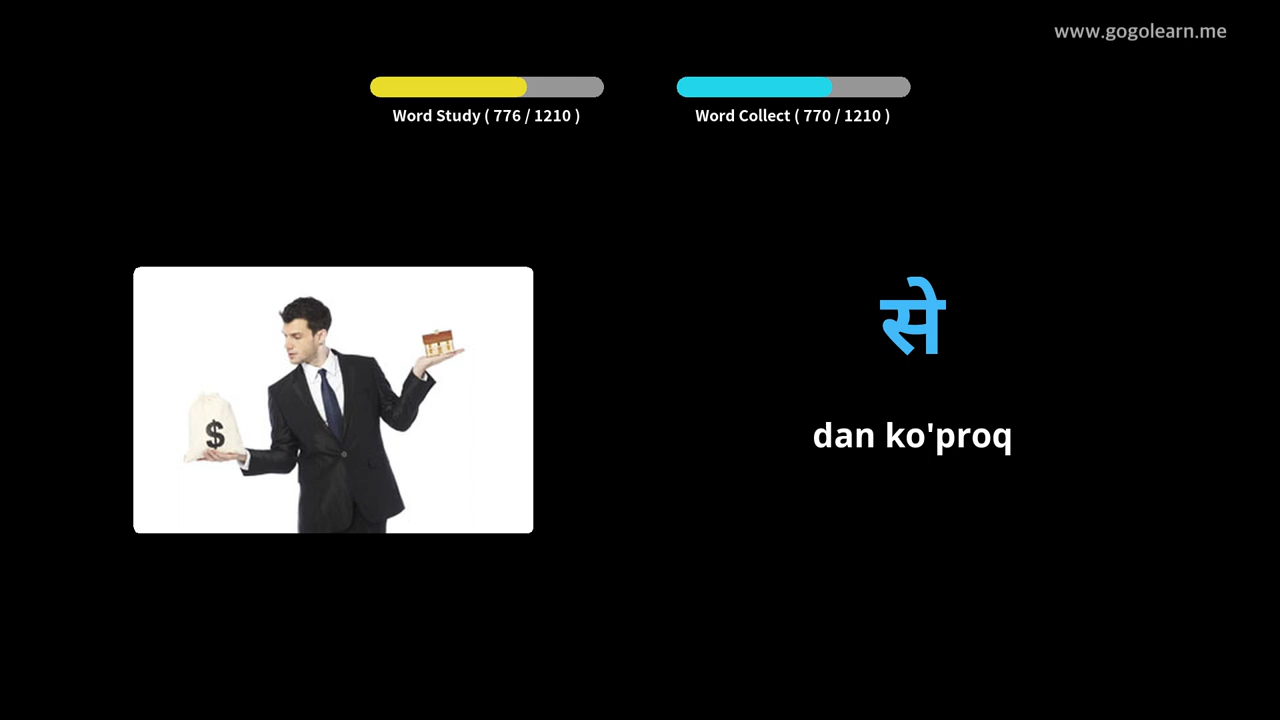 www.gogolearn.me
Word Study ( 776 / 1210 )
Word Collect ( 770 / 1210 )
$
से
dan ko'proq